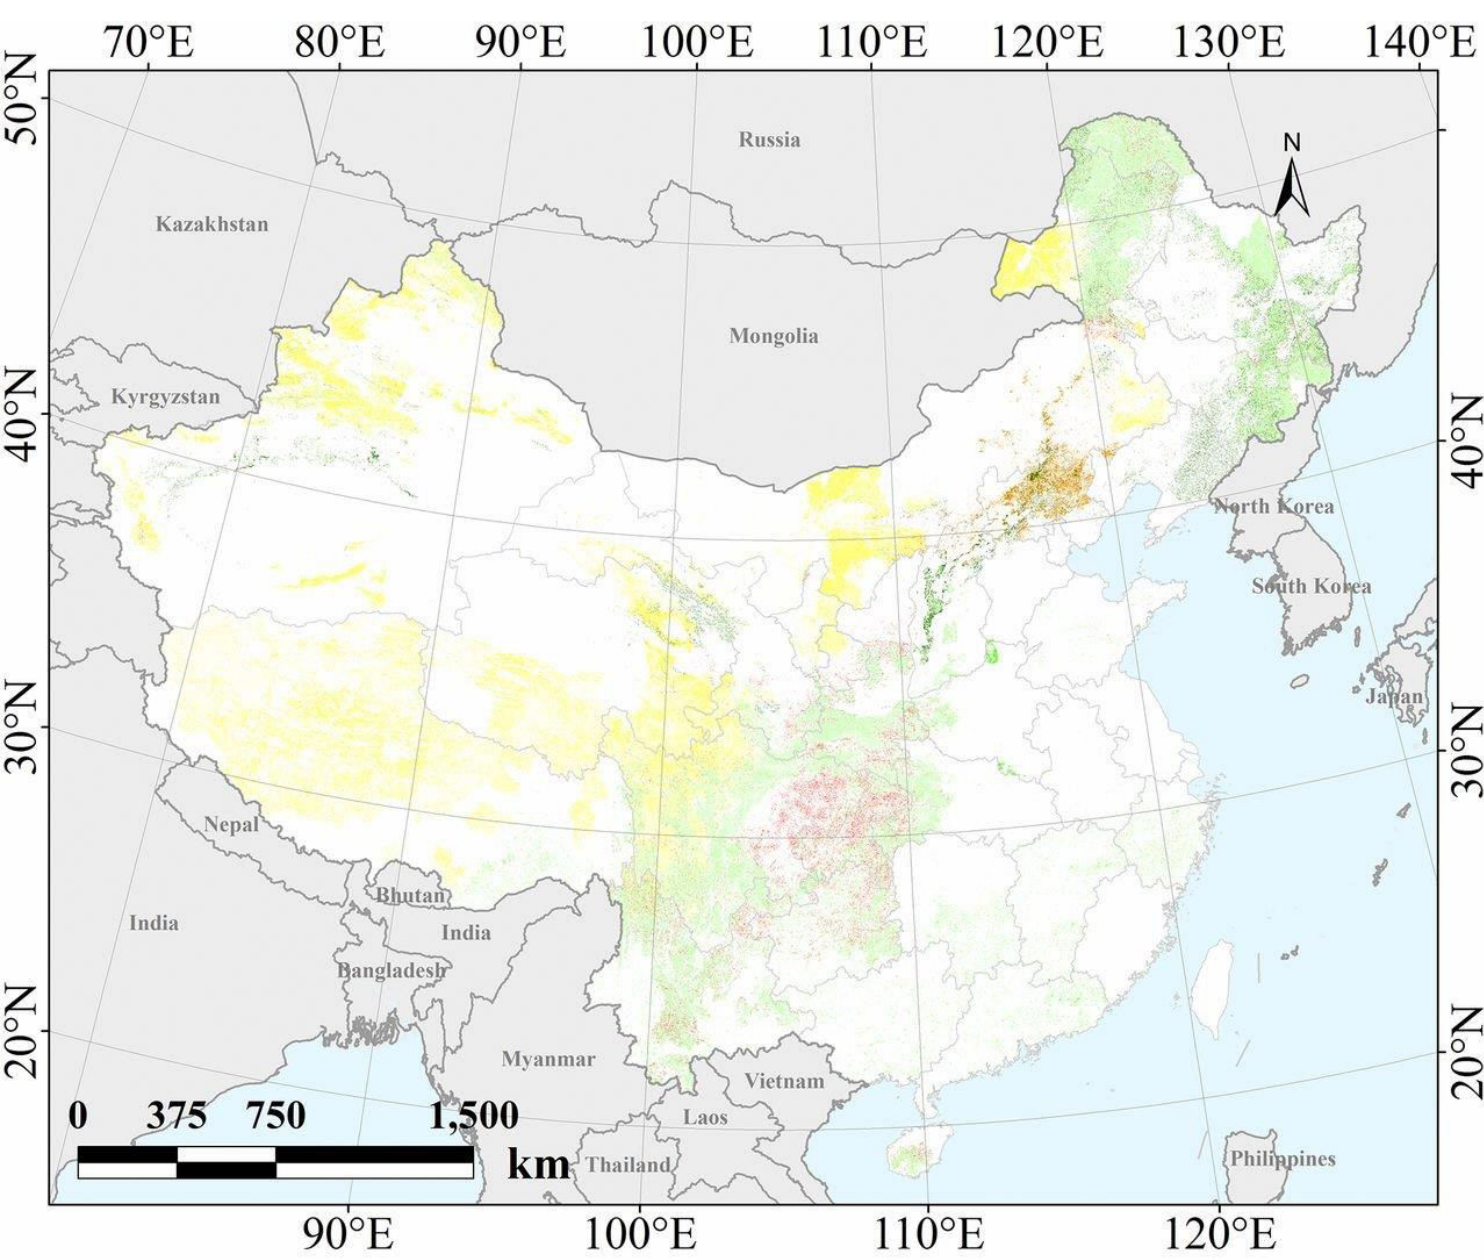 70°E 80°E 90°E 100°E 110°E 120°E 130°E 140°E
50°N
N
Russia
Kazakhstan
Mongolia
Kyrgyzstan
40°N
40°N
North Korea
South Korea
Japan
30°N
30°N
Nepal
Bhutan
India
India
Bangladesh
20°N
20°N
Myanmar
Vietnam
Laos
Thailand
Philippines
0 375 750 1,500
km
90°E 100°E 110°E 120°E